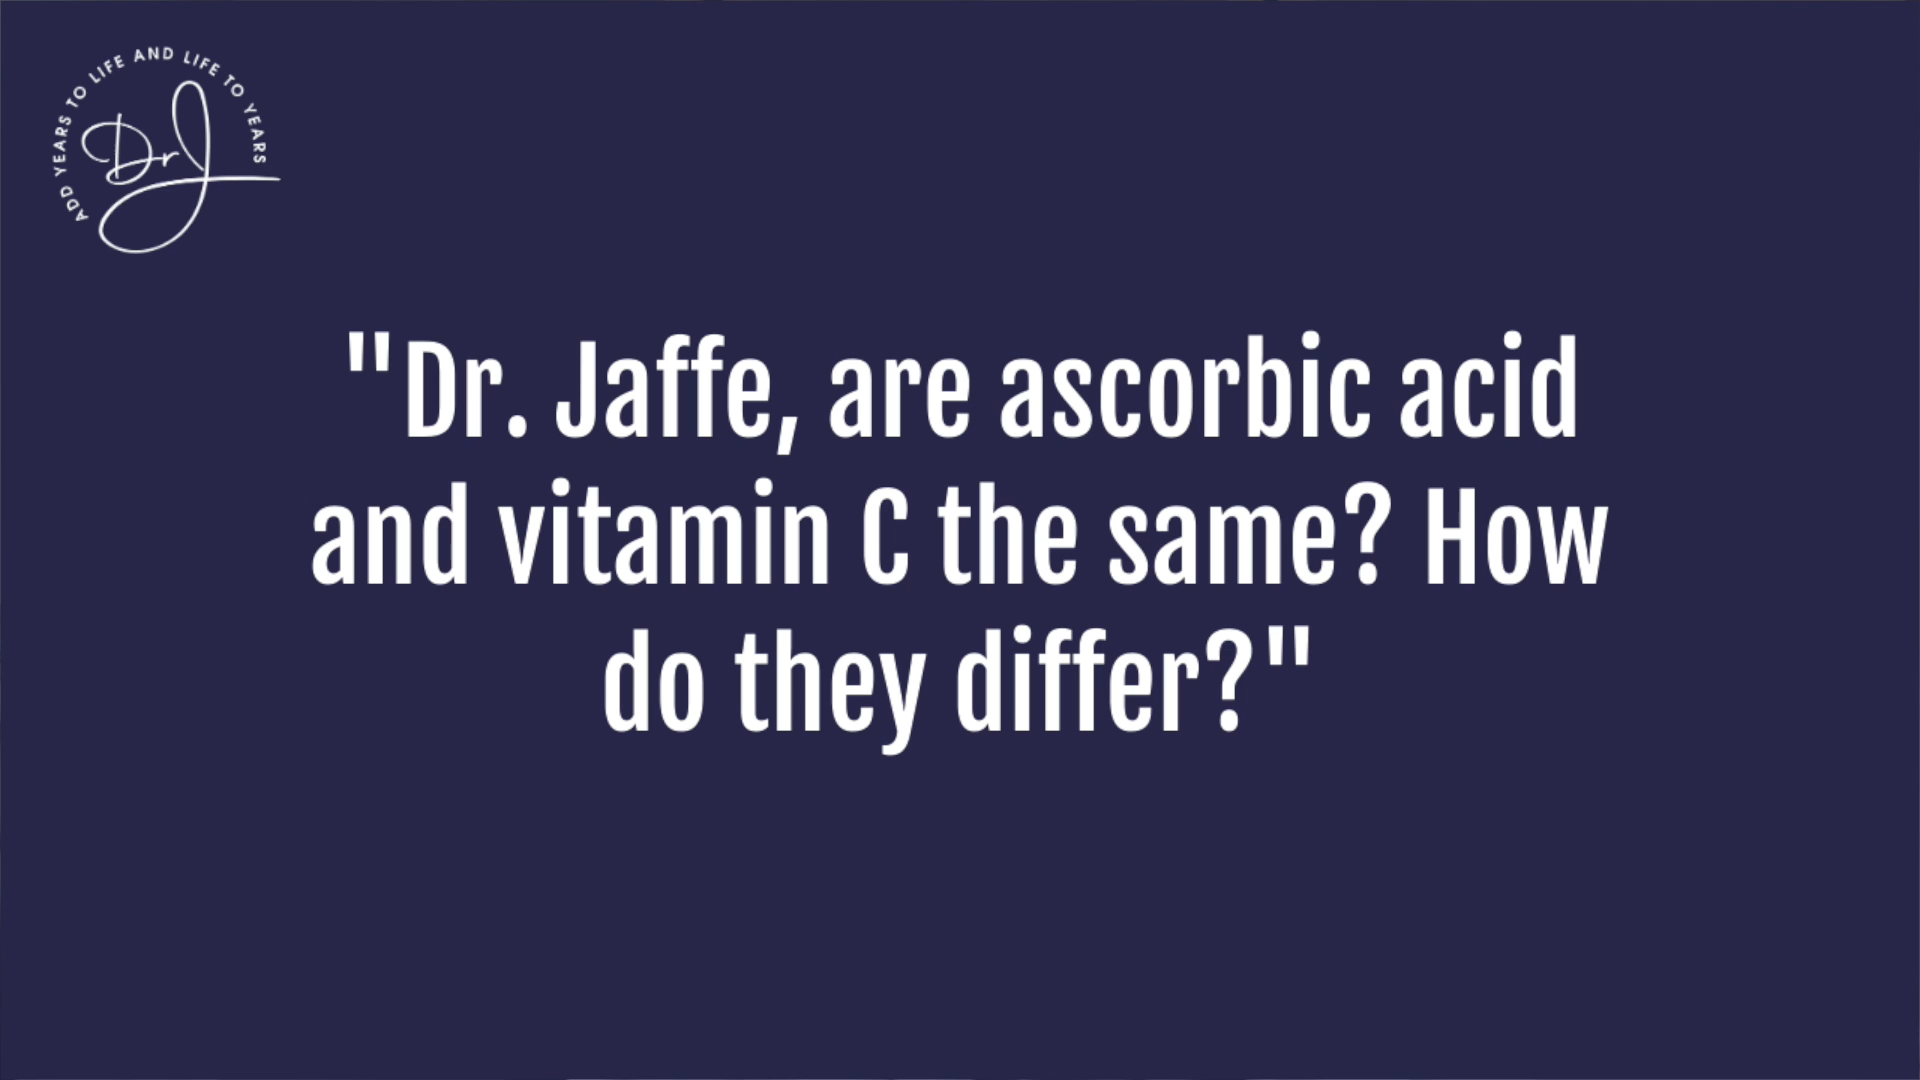 ADD YEARS TO LIFE AND LIFE TO YEARS
Dr J
"Dr. Jaffe, are ascorbic acid
and vitamin C the same? How
do they differ?"